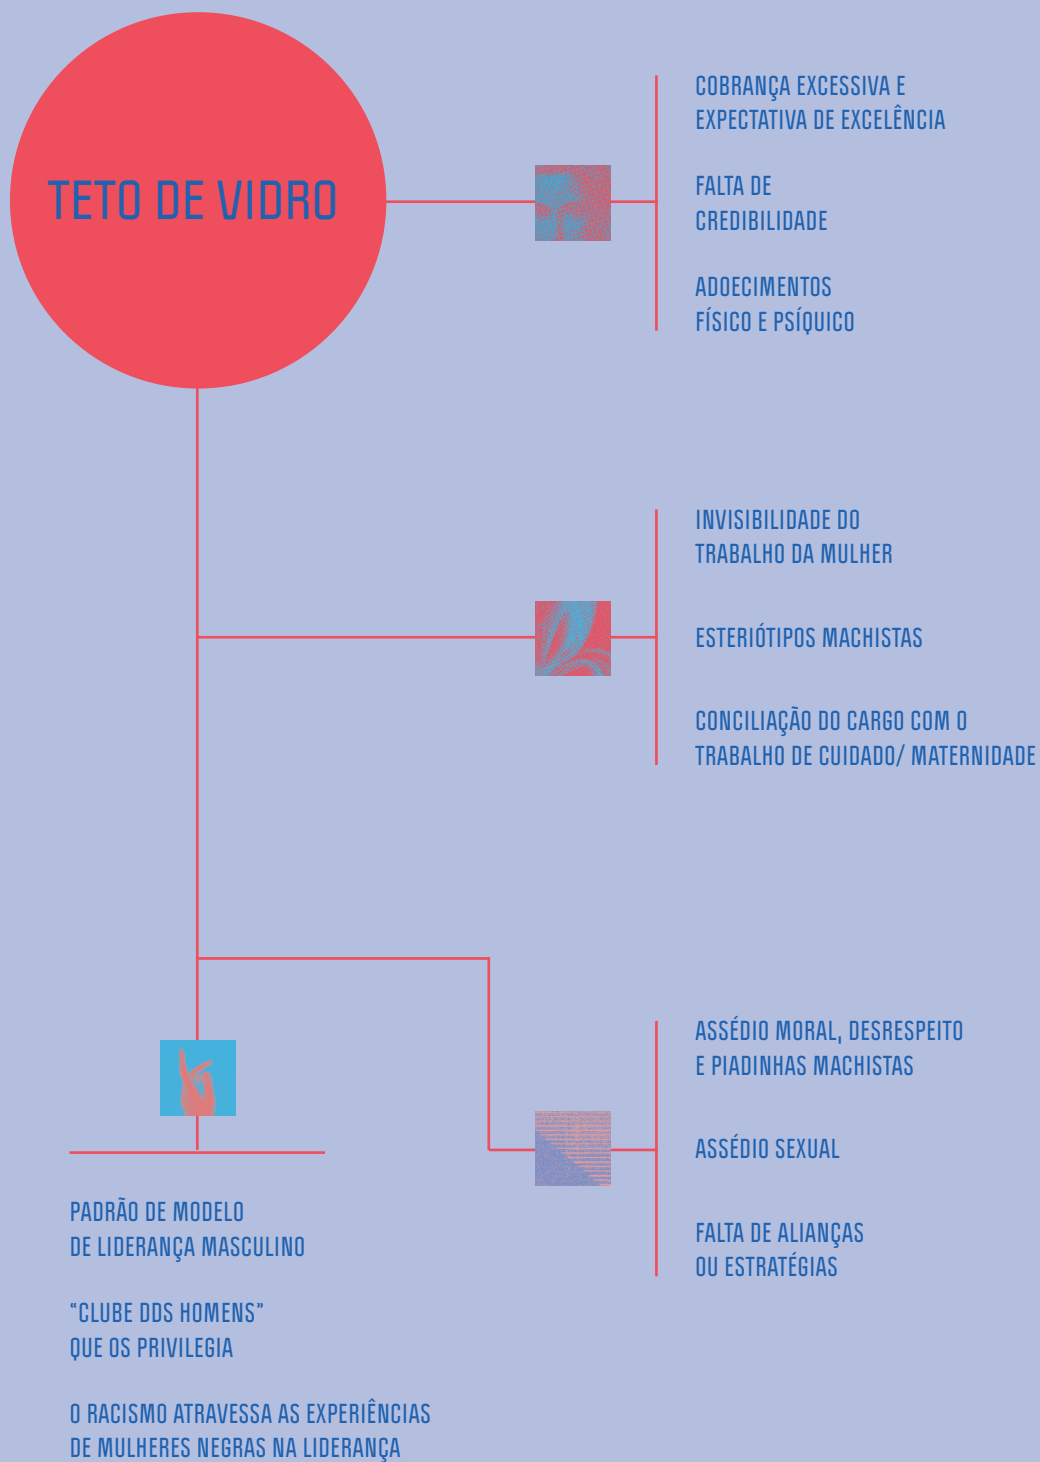 TETO DE VIDRO
COBRANÇA EXCESSIVA E
EXPECTATIVA DE EXCELÊNCIA
FALTA DE
CREDIBILIDADE
ADOECIMENTOS
FÍSICO E PSÍQUICO
INVISIBILIDADE DO
TRABALHO DA MULHER
ESTERIÓTIPOS MACHISTAS
CONCILIAÇÃO DO CARGO COM O
TRABALHO DE CUIDADO/ MATERNIDADE
ASSÉDIO MORAL, DESRESPEITO
E PIADINHAS MACHISTAS
ASSÉDIO SEXUAL
FALTA DE ALIANÇAS
OU ESTRATÉGIAS
PADRÃO DE MODELO
DE LIDERANÇA MASCULINO
“CLUBE DDS HOMENS”
QUE OS PRIVILEGIA
O RACISMO ATRAVESSA AS EXPERIÊNCIAS
DE MULHERES NEGRAS NA LIDERANÇA